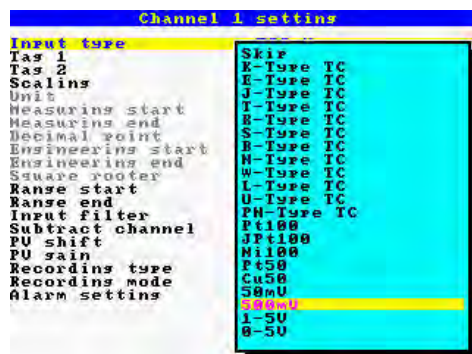 Channel 1 setting
Input type
Tag 1
Tag 2
Scaling
Unit
Measuring start
Measuring end
Decimal point
Engineering start
Engineering end
Square rooter
Range start
Range end
Input filter
Subtract channel
PV shift
PV gain
Recording type
Recording mode
Alarm setting
Skip
K-Type TC
E-Type TC
J-Type TC
T-Type TC
R-Type TC
S-Type TC
B-Type TC
N-Type TC
W-Type TC
L-Type TC
U-Type TC
PN-Type TC
Pt100
JPt100
Ni100
Pt50
Cu50
50mV
500mV
1-5V
0-5V